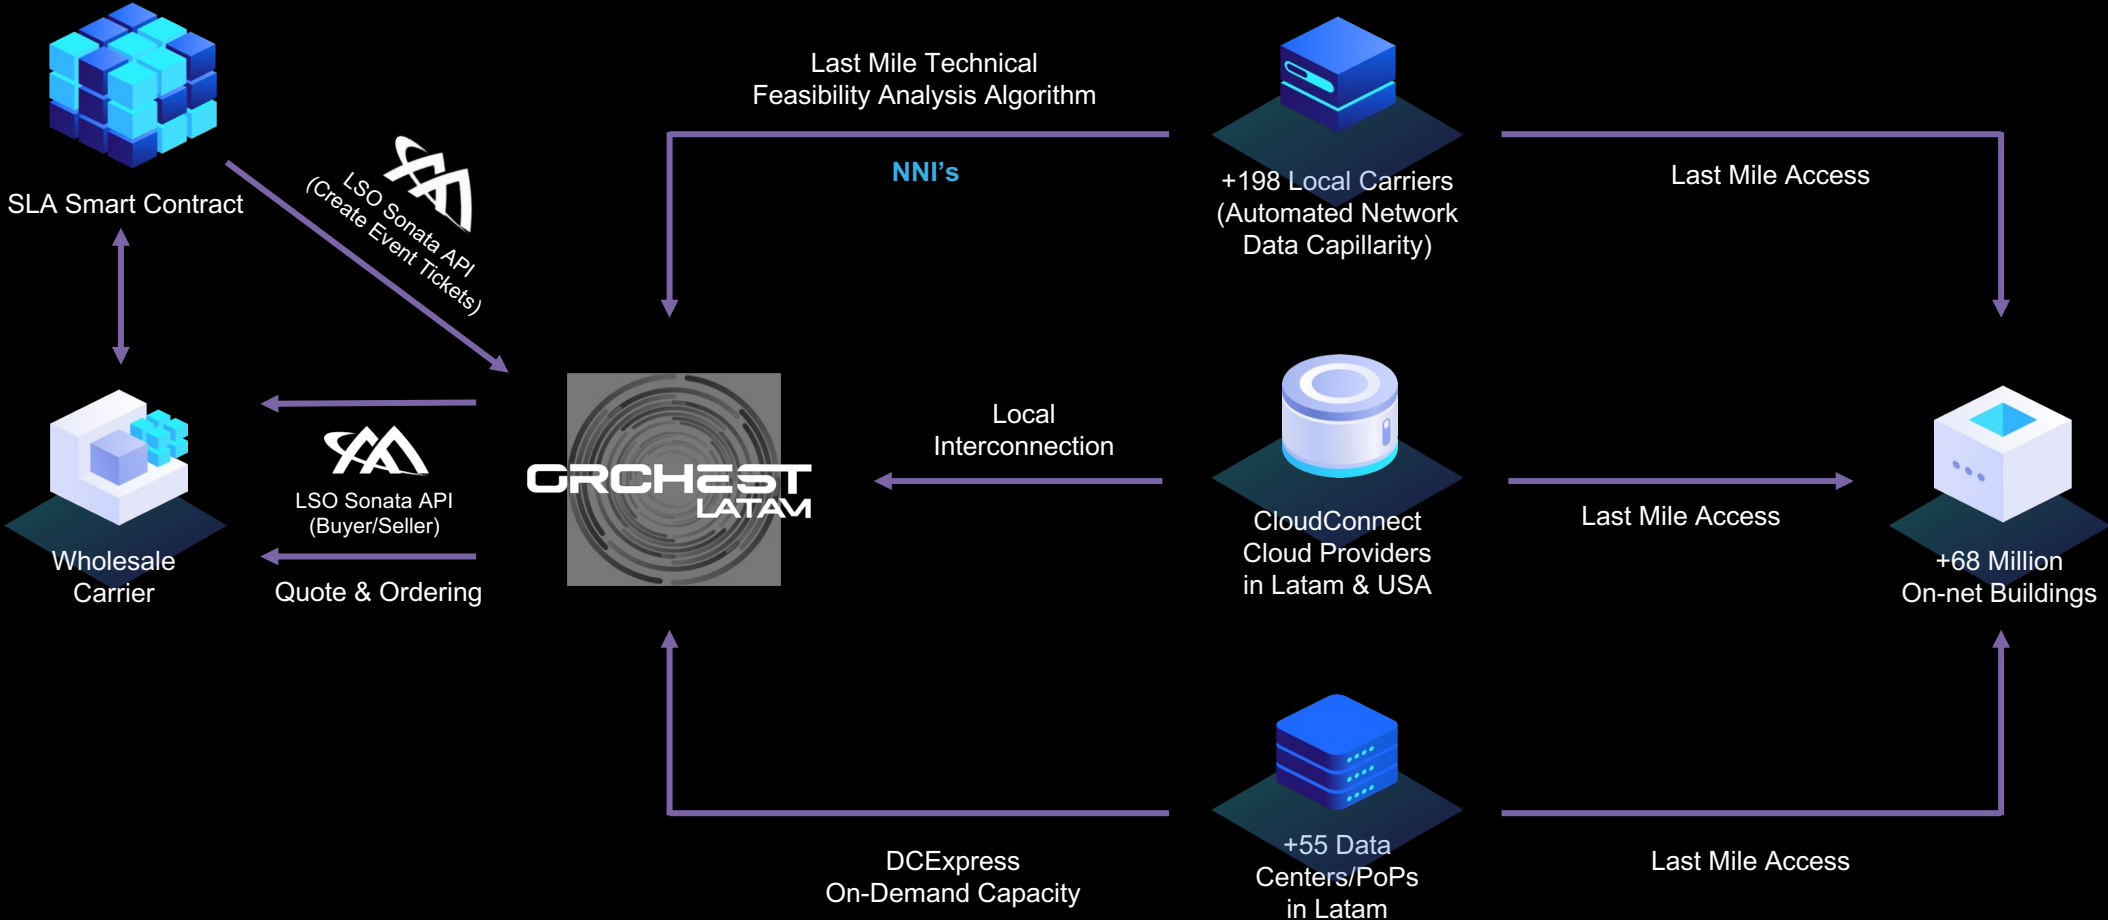 SLA Smart Contract
LSO Sonata API
(Create Event Tickets)
Last Mile Technical
Feasibility Analysis Algorithm
NNI's
+198 Local Carriers
(Automated Network
Data Capillarity)
Last Mile Access
Wholesale
Carrier
LSO Sonata API
(Buyer/Seller)
Quote & Ordering
ORCHEST
LATAM
Local
Interconnection
CloudConnect
Cloud Providers
in Latam & USA
Last Mile Access
+68 Million
On-net Buildings
DCExpress
On-Demand Capacity
+55 Data
Centers/PoPs
in Latam
Last Mile Access